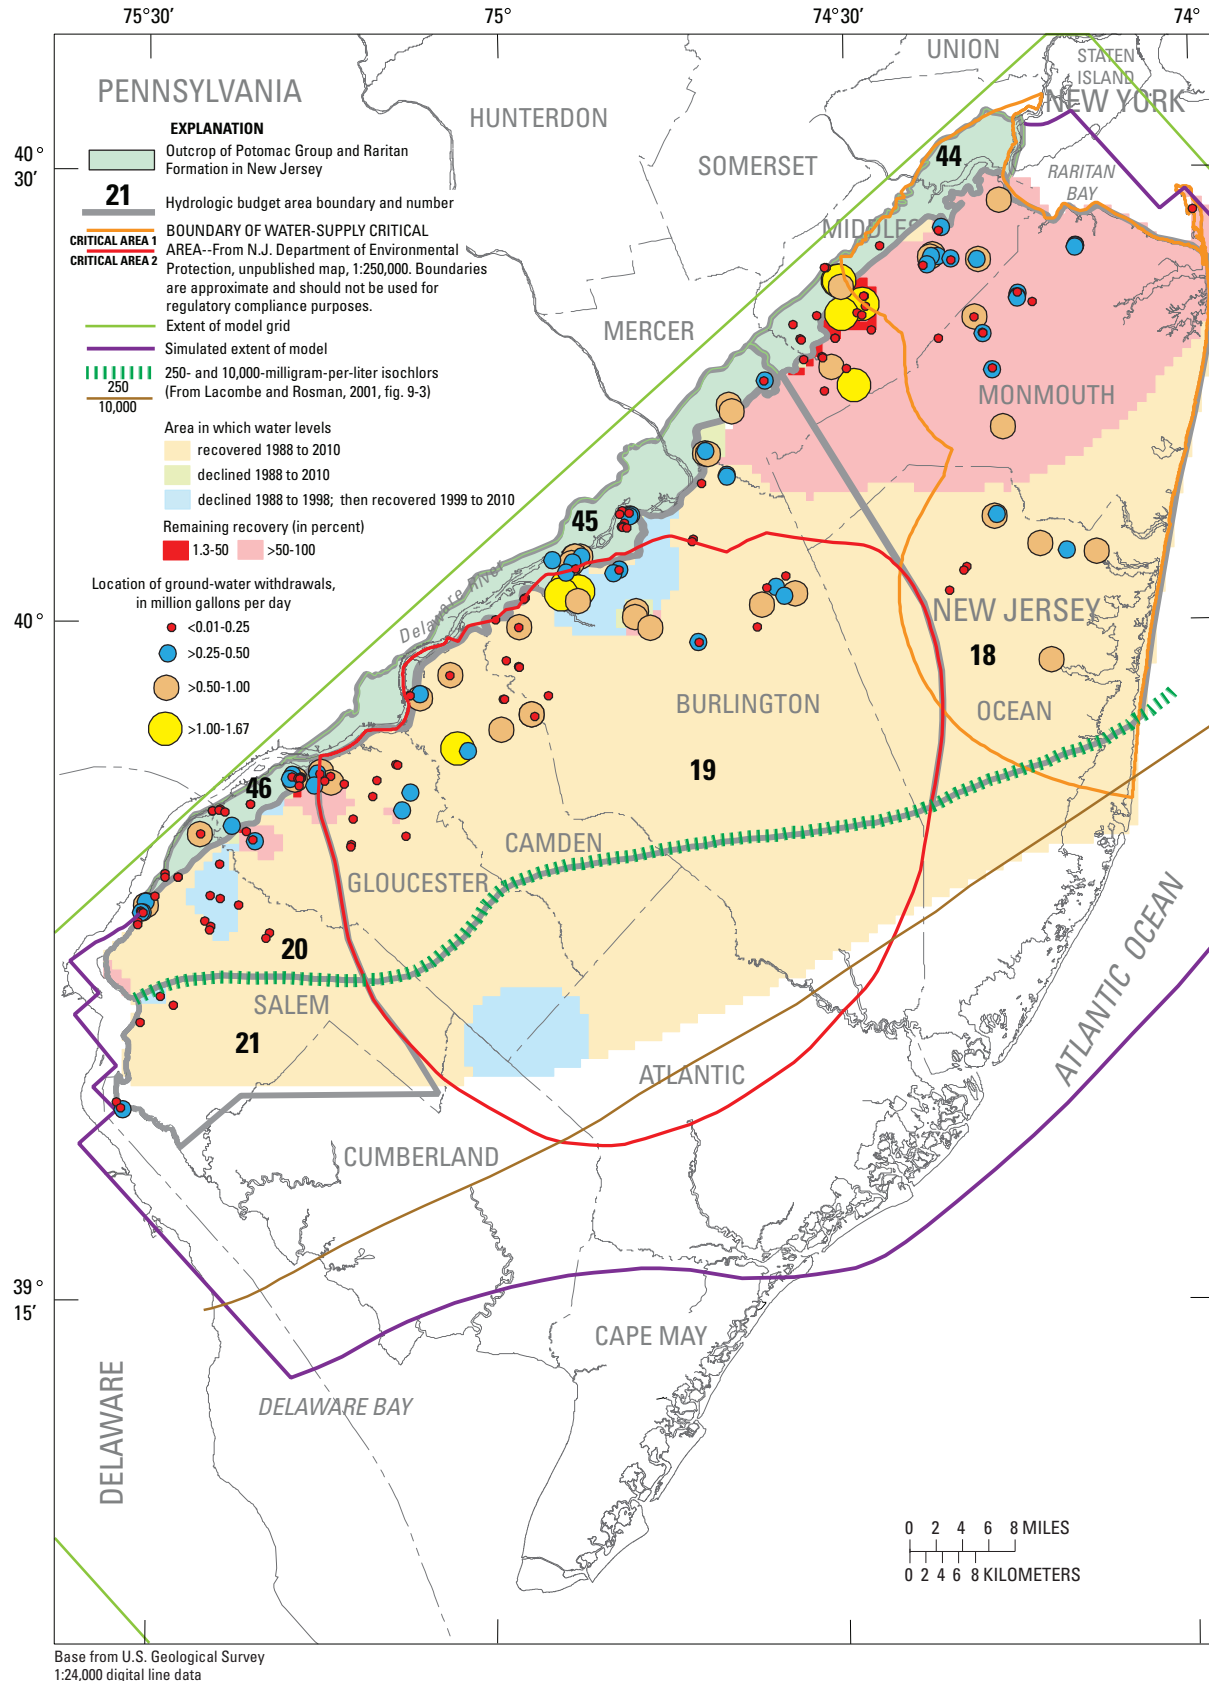 75°30′
75°
74°30′
74°
40°
30′
40°
39°
15′
PENNSYLVANIA
EXPLANATION
Outcrop of Potomac Group and Raritan
Formation in New Jersey
21
Hydrologic budget area boundary and number
BOUNDARY OF WATER-SUPPLY CRITICAL
CRITICAL AREA 1
AREA--From N.J. Department of Environmental
CRITICAL AREA 2
Protection, unpublished map, 1:250,000. Boundaries
are approximate and should not be used for
regulatory compliance purposes.
Extent of model grid
Simulated extent of model
250- and 10,000-milligram-per-liter isochlors
250
(From Lacombe and Rosman, 2001, fig. 9-3)
10,000
Area in which water levels
recovered 1988 to 2010
declined 1988 to 2010
declined 1988 to 1998; then recovered 1999 to 2010
Remaining recovery (in percent)
1.3-50
>50-100
Location of ground-water withdrawals,
in million gallons per day
<0.01-0.25
>0.25-0.50
>0.50-1.00
>1.00-1.67
UNION
STATEN
ISLAND
NEW YORK
HUNTERDON
SOMERSET
44
RARITAN
BAY
MIDDLES
MERCER
MONMOUTH
45
Delaware River
NEW JERSEY
18
OCEAN
BURLINGTON
19
46
CAMDEN
GLOUCESTER
20
SALEM
21
ATLANTIC
ATLANTIC OCEAN
CUMBERLAND
CAPE MAY
DELAWARE
DELAWARE BAY
0 2 4 6 8 MILES
0 2 4 6 8 KILOMETERS
Base from U.S. Geological Survey
1:24,000 digital line data